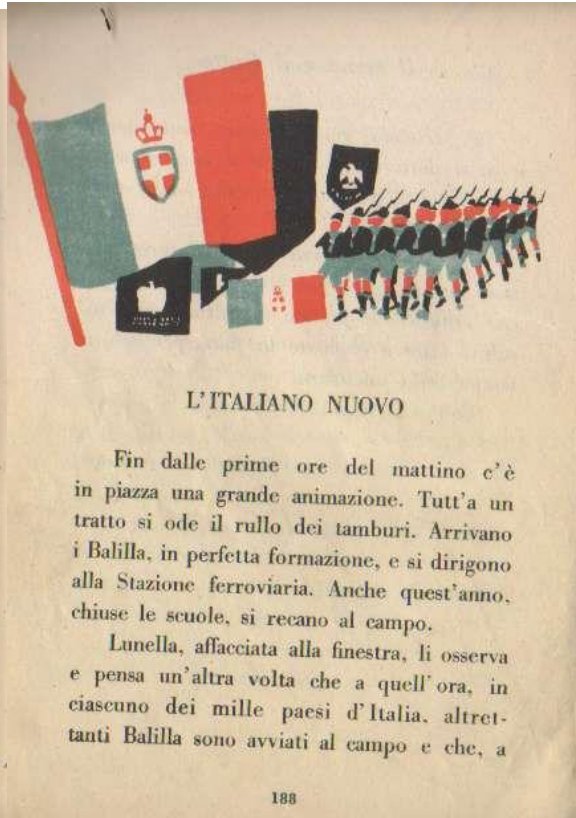 L'ITALIANO NUOVO
Fin dalle prime ore del mattino c'è
in piazza una grande animazione. Tutt'a un
tratto si ode il rullo dei tamburi. Arrivano
i Balilla, in perfetta formazione, e si dirigono
alla Stazione ferroviaria. Anche quest'anno,
chiuse le scuole, si recano al campo.
Lunella, affacciata alla finestra, li osserva
e pensa un'altra volta che a quell'ora, in
ciascuno dei mille paesi d'Italia, altret-
tanti Balilla sono avviati al campo e che, a
188